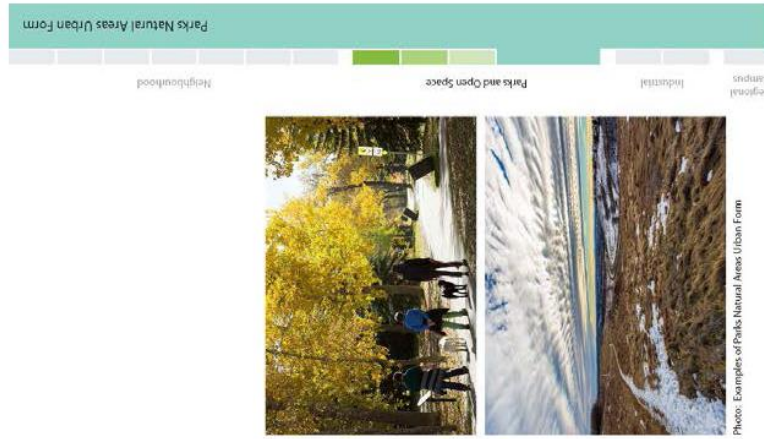 Parks Natural Areas Urban Form
Neighbourhood
Parks and Open Space
Industrial
Regional
Campus
Photo: Examples of Parks Natural Areas Urban Form